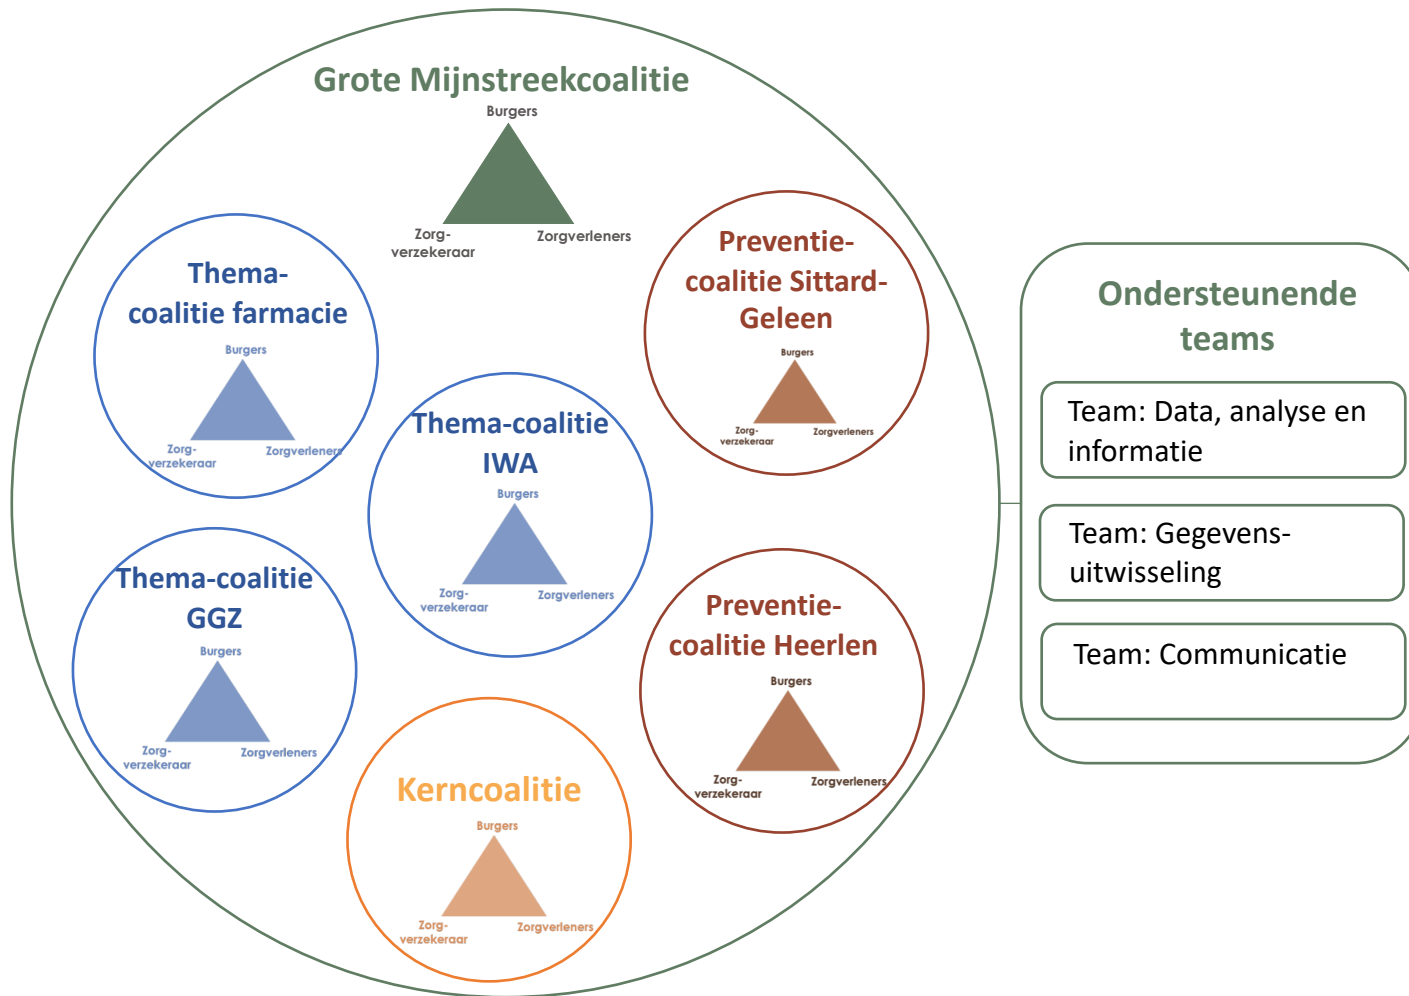 Grote Mijnstreekcoalitie
Burgers
Zorg-
verzekeraar
Zorgverleners
Thema-
coalitie farmacie
Burgers
Zorg-
verzekeraar
Zorgverleners
Preventie-
coalitie Sittard-
Geleen
Burgers
Zorg-
verzekeraar
Zorgverleners
Thema-coalitie
IWA
Burgers
Zorg-
verzekeraar
Zorgverleners
Thema-coalitie
GGZ
Burgers
Zorg-
verzekeraar
Zorgverleners
Preventie-
coalitie Heerlen
Burgers
Zorg-
verzekeraar
Zorgverleners
Kerncoalitie
Burgers
Zorg-
verzekeraar
Zorgverleners
Ondersteunende
teams
Team: Data, analyse en
informatie
Team: Gegevens-
uitwisseling
Team: Communicatie